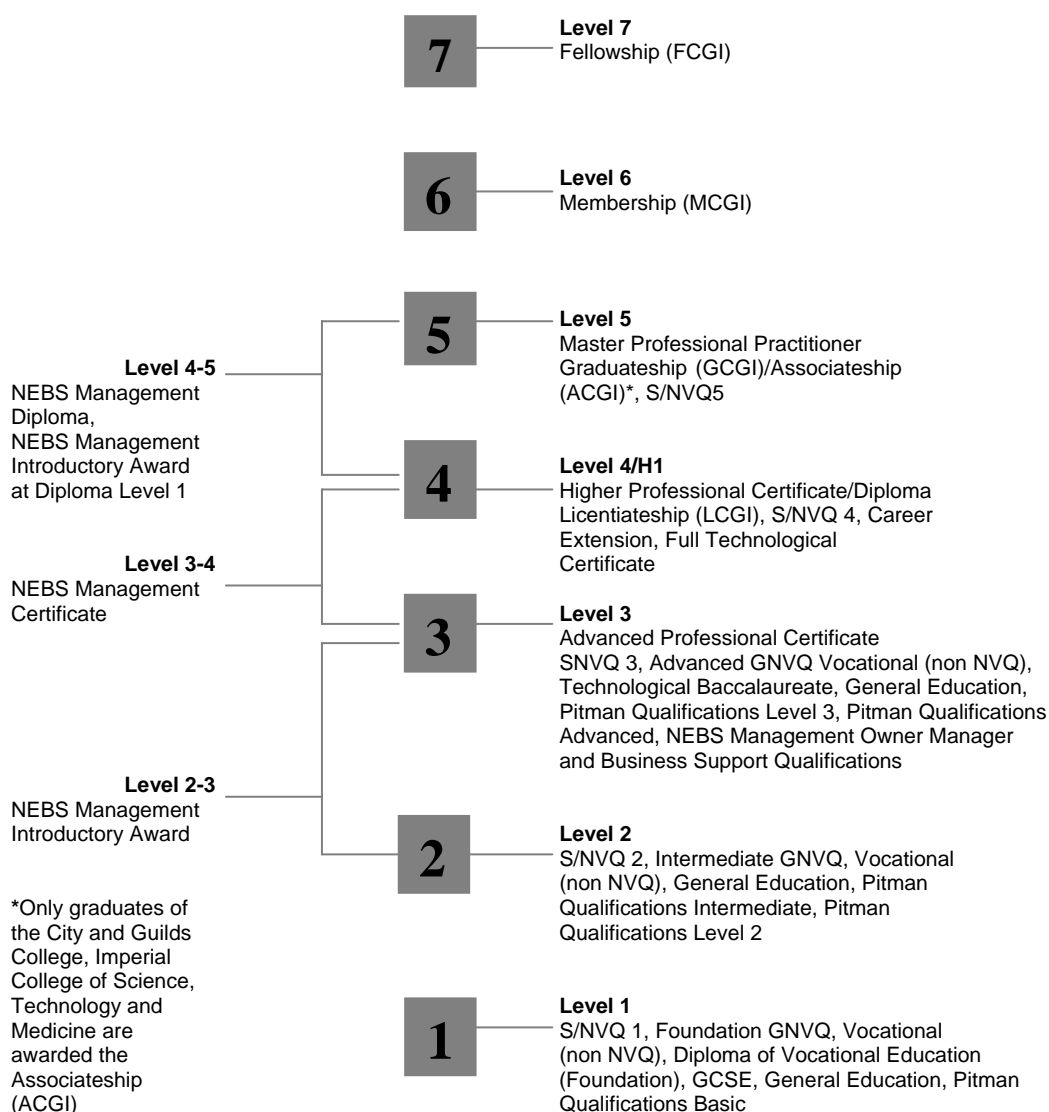 7
Level 7
Fellowship (FCGI)
6
Level 6
Membership (MCGI)
5
Level 5
Master Professional Practitioner
Graduateship (GCGI)/Associateship
(ACGI)*, S/NVQ5
Level 4-5
NEBS Management
Diploma,
NEBS Management
Introductory Award
at Diploma Level 1
4
Level 4/H1
Higher Professional Certificate/Diploma
Licentiateship (LCGI), S/NVQ 4, Career
Extension, Full Technological
Certificate
Level 3-4
NEBS Management
Certificate
3
Level 3
Advanced Professional Certificate
SNVQ 3, Advanced GNVQ Vocational (non NVQ),
Technological Baccalaureate, General Education,
Pitman Qualifications Level 3, Pitman Qualifications
Advanced, NEBS Management Owner Manager
and Business Support Qualifications
Level 2-3
NEBS Management
Introductory Award
2
Level 2
S/NVQ 2, Intermediate GNVQ, Vocational
(non NVQ), General Education, Pitman
Qualifications Intermediate, Pitman
Qualifications Level 2
*Only graduates of
the City and Guilds
College, Imperial
College of Science,
Technology and
Medicine are
awarded the
Associateship
(ACGI)
1
Level 1
S/NVQ 1, Foundation GNVQ, Vocational
(non NVQ), Diploma of Vocational Education
(Foundation), GCSE, General Education, Pitman
Qualifications Basic